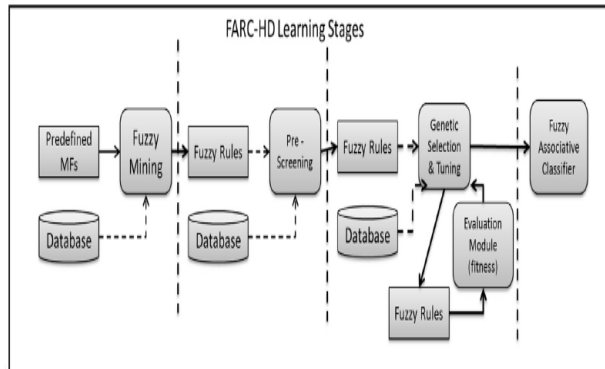 FARC-HD Learning Stages
Predefined
MFs
Fuzzy
Mining
Database
Fuzzy Rules
Pre -
Screening
Database
Fuzzy Rules
Genetic
Selection
& Tuning
Database
Evaluation
Module
(fitness)
Fuzzy Rules
Fuzzy
Associative
Classifier